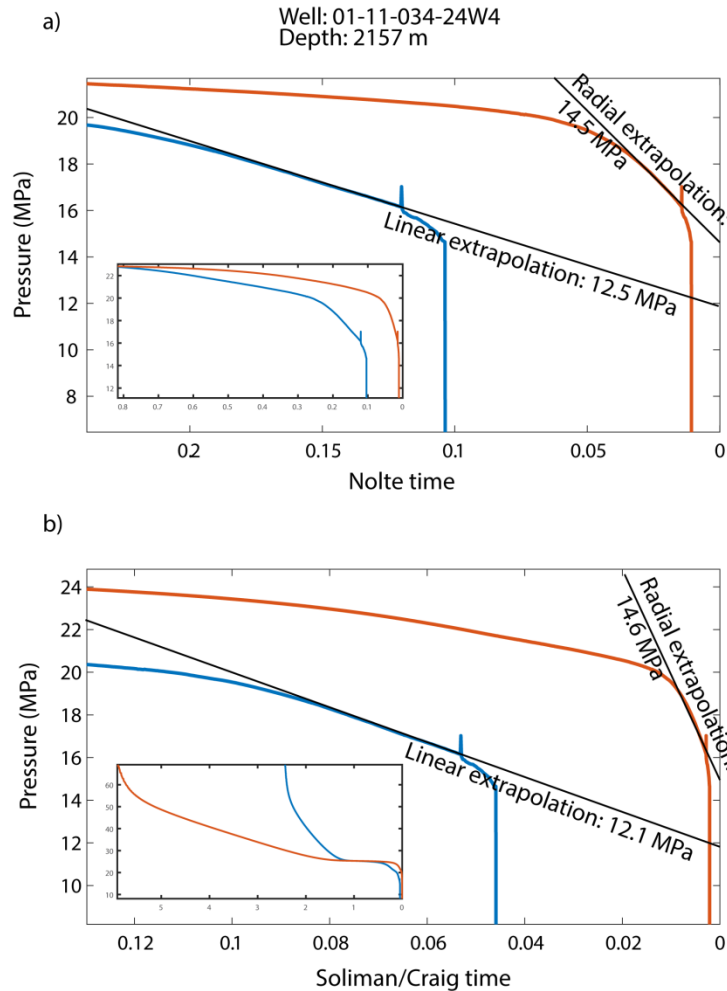 Well: 01-11-034-24W4
Depth: 2157 m
a)
Radial extrapolation:
14.5 MPa
Linear extrapolation: 12.5 MPa
Pressure (MPa)
20
18
16
14
12
10
8
22
20
18
16
14
12
0.8 0.7 0.6 0.5 0.4 0.3 0.2 0.1 0
0.2 0.15 0.1 0.05 0
Nolte time
b)
Radial extrapolation:
14.6 MPa
Linear extrapolation: 12.1 MPa
Pressure (MPa)
24
22
20
18
16
14
12
10
60
50
40
30
20
10
5 4 3 2 1 0
0.12 0.1 0.08 0.06 0.04 0.02 0
Soliman/Craig time